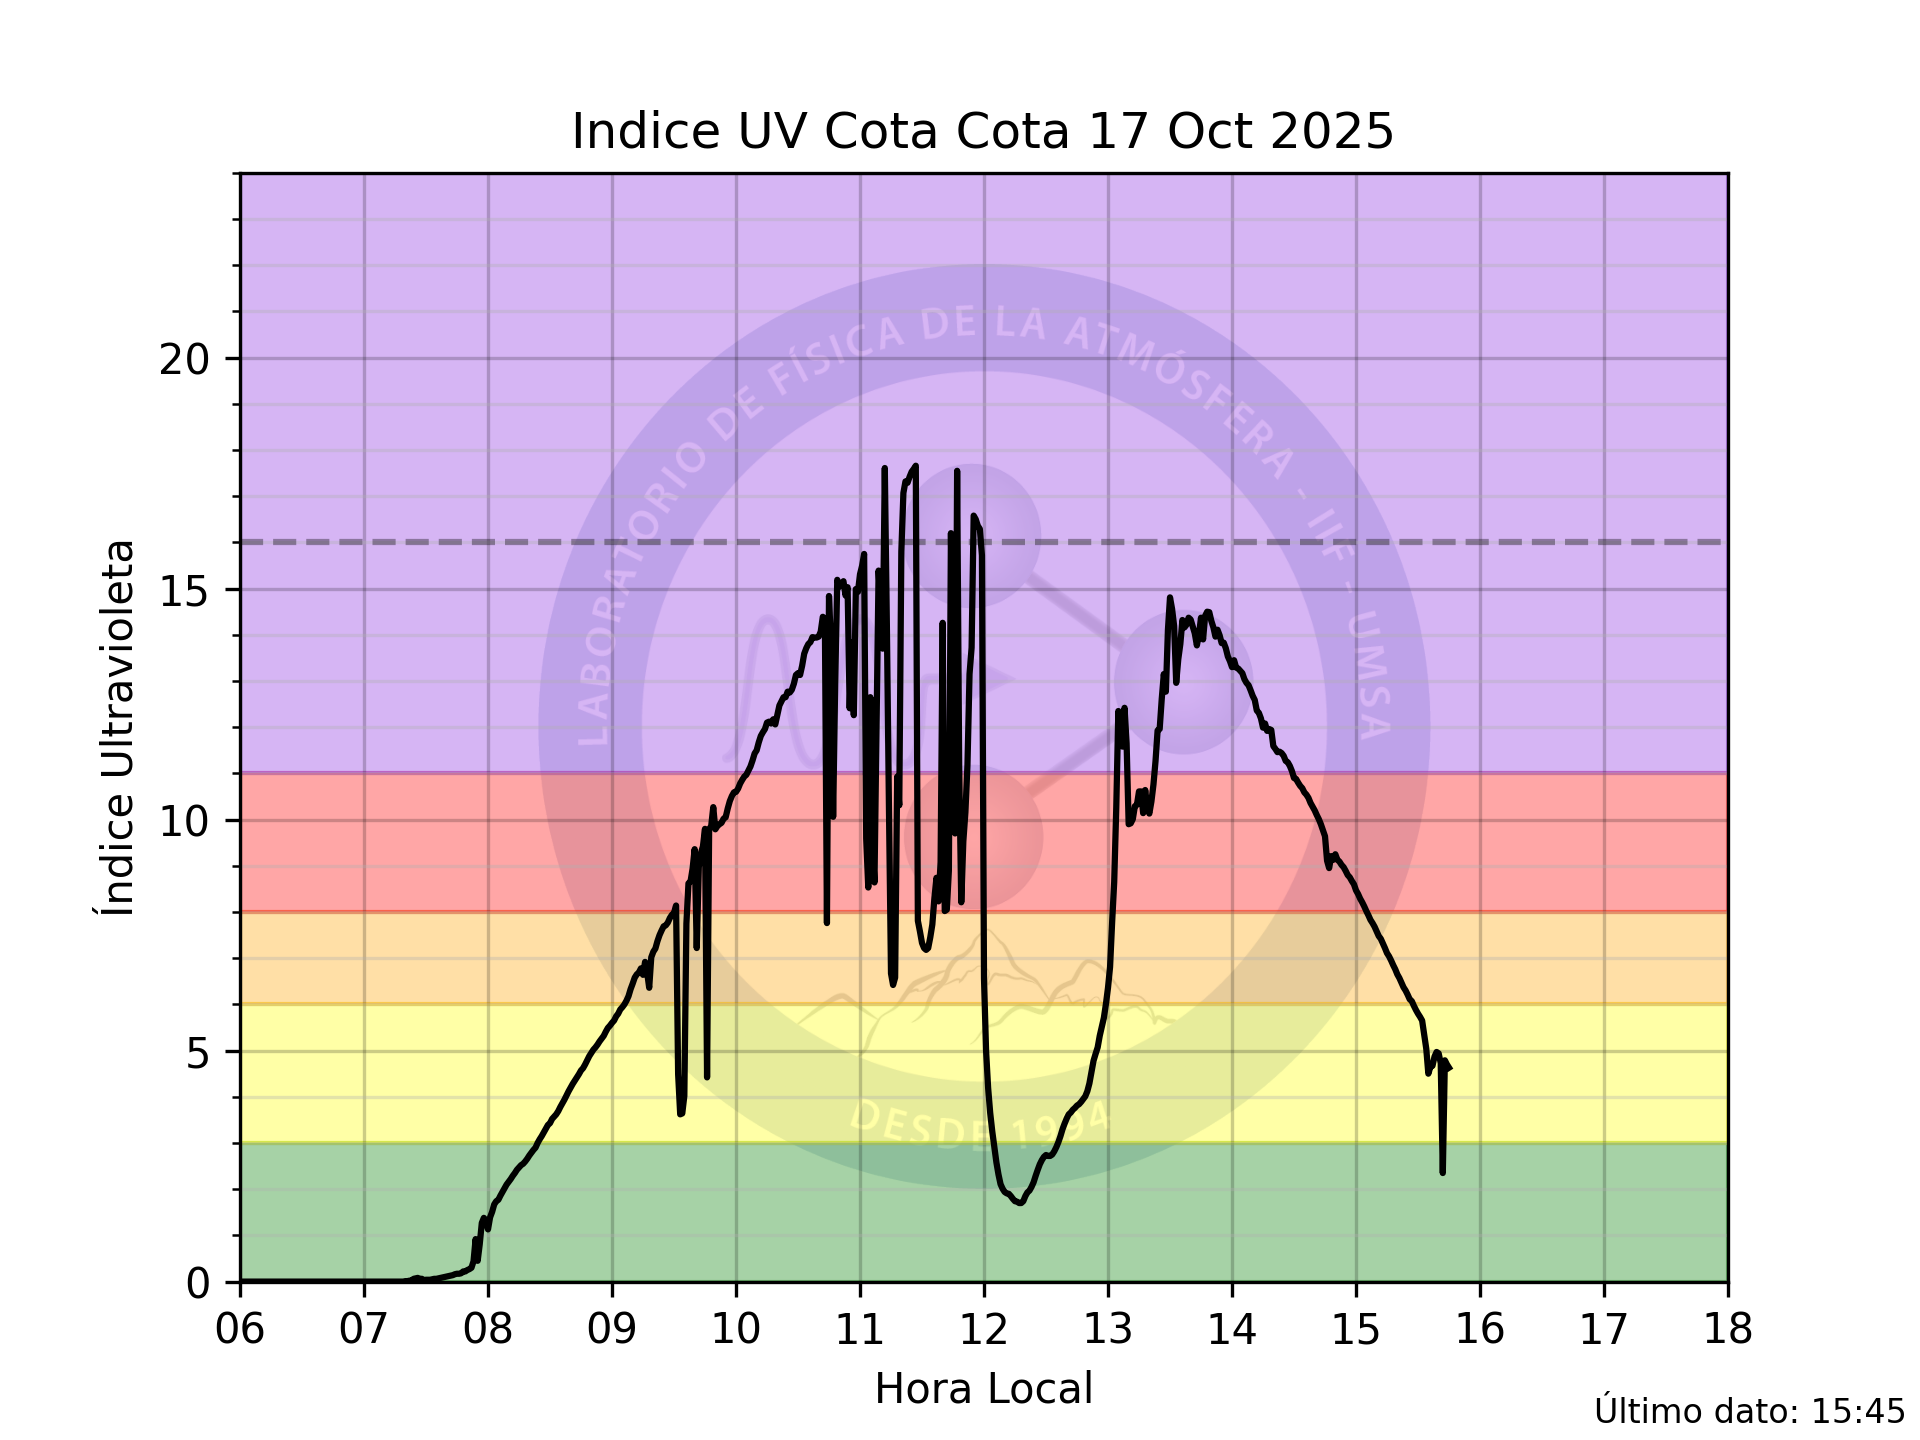 Indice UV Cota Cota 17 Oct 2025
Índice Ultravioleta
20
15
10
5
0
LABORATORIO DE FÍSICA DE LA ATMÓSFERA - IIF - UMSA
DESDE 1994
06 07 08 09 10 11 12 13 14 15 16 17 18
Hora Local
Último dato: 15:45